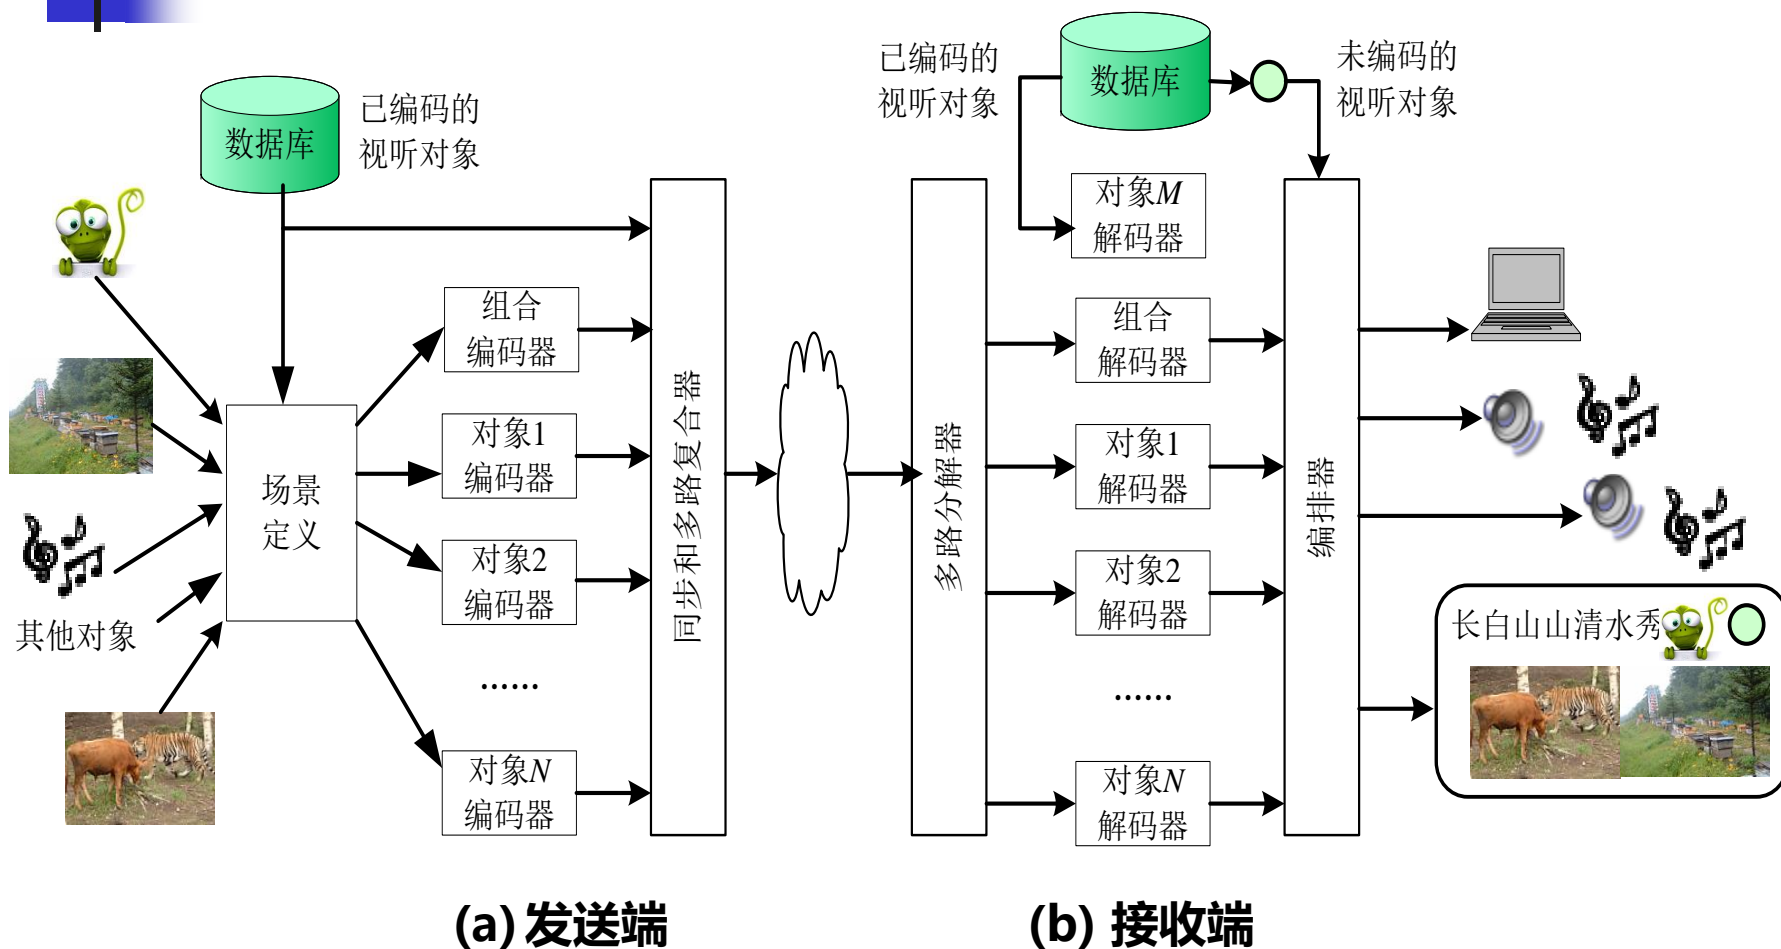 数据库
已编码的
视听对象
其他对象
场景
定义
组合
编码器
对象1
编码器
对象2
编码器
......
对象N
编码器
同步和多路复合器
(a) 发送端
已编码的
视听对象
数据库
未编码的
视听对象
多路分解器
对象M
解码器
组合
解码器
对象1
解码器
对象2
解码器
......
对象N
解码器
编排器
长白山山清水秀
(b) 接收端